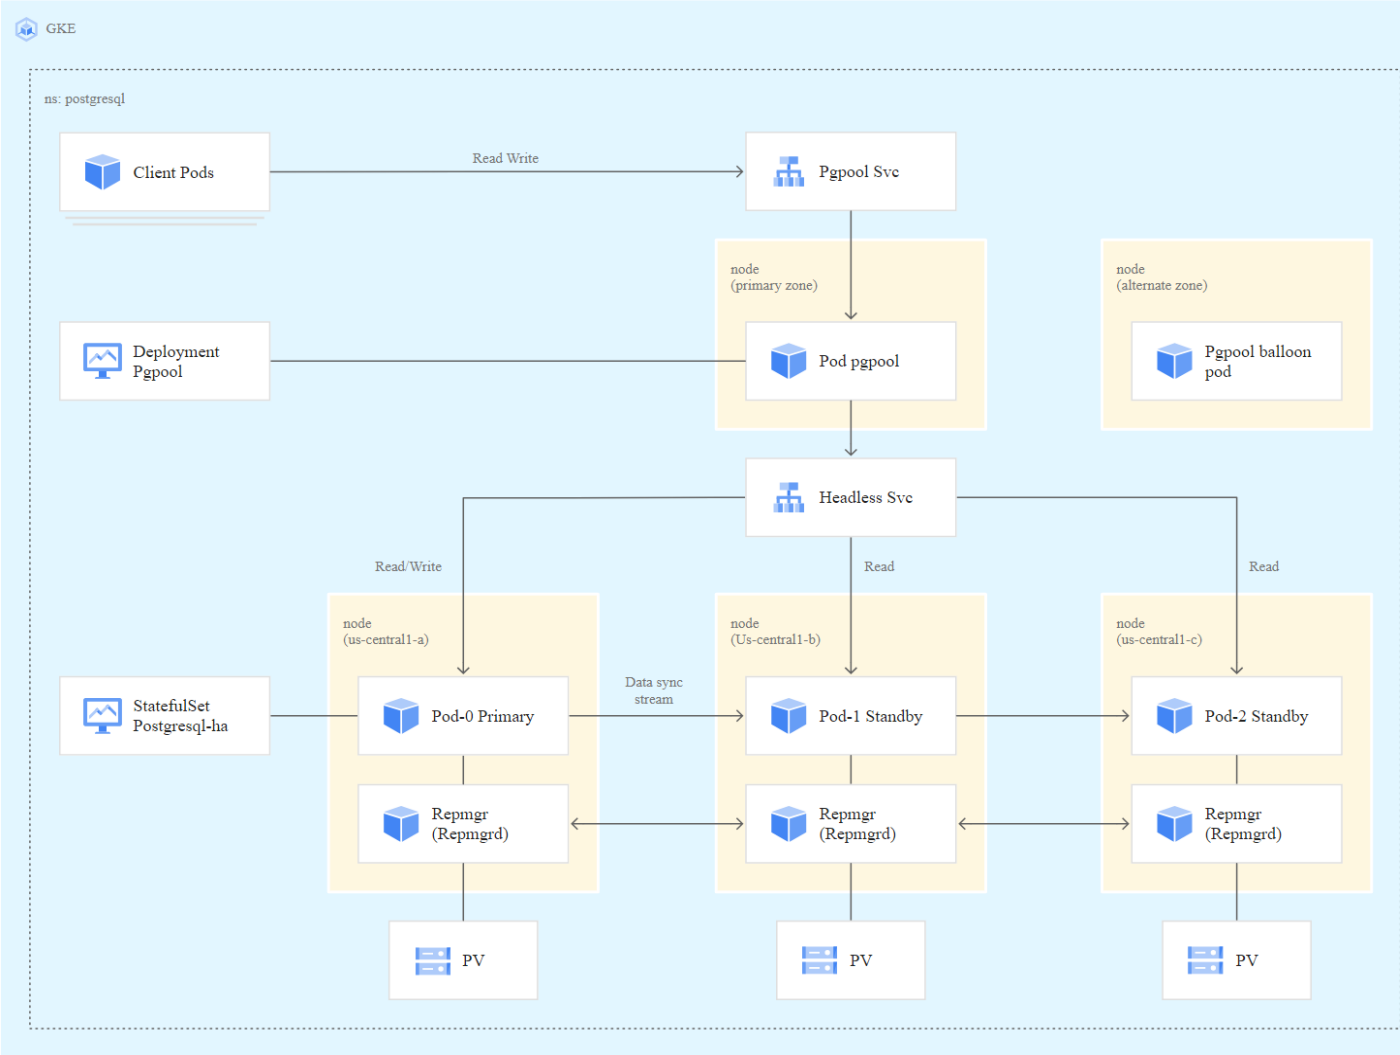 GKE
ns: postgresql
Client Pods
Read Write
Pgpool Svc
node
(primary zone)
node
(alternate zone)
Deployment
Pgpool
Pod pgpool
Pgpool balloon
pod
Headless Svc
Read/Write
Read
Read
node
(us-central1-a)
node
(Us-central1-b)
node
(us-central1-c)
StatefulSet
Postgresql-ha
Pod-0 Primary
Data sync
stream
Pod-1 Standby
Pod-2 Standby
Repmgr
(Repmgrd)
Repmgr
(Repmgrd)
Repmgr
(Repmgrd)
PV
PV
PV